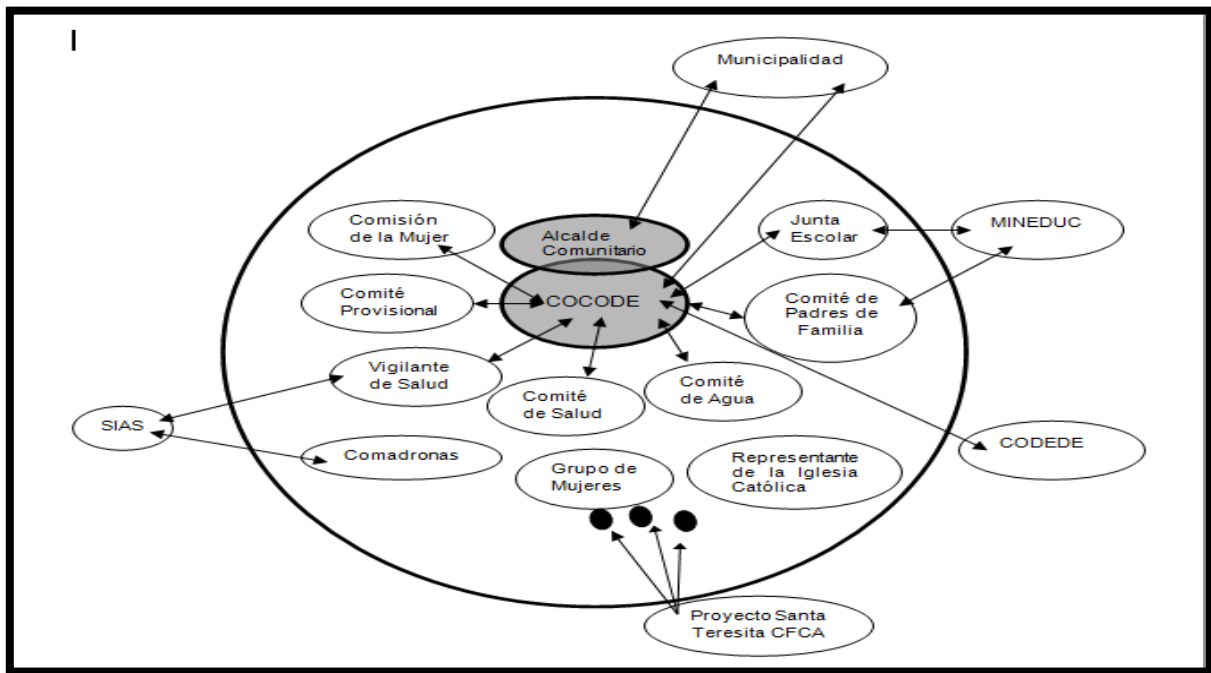 I
Municipalidad
Comisión
de la Mujer
Alcalde
Comunitario
Junta
Escolar
MINEDUC
Comité
Provisional
COCODE
Comité de
Padres de
Familia
Vigilante
de Salud
Comité
de Salud
Comité
de Agua
SIAS
Comadronas
Grupo de
Mujeres
Representante
de la Iglesia
Católica
CODEDE
Proyecto Santa
Teresita CFCA